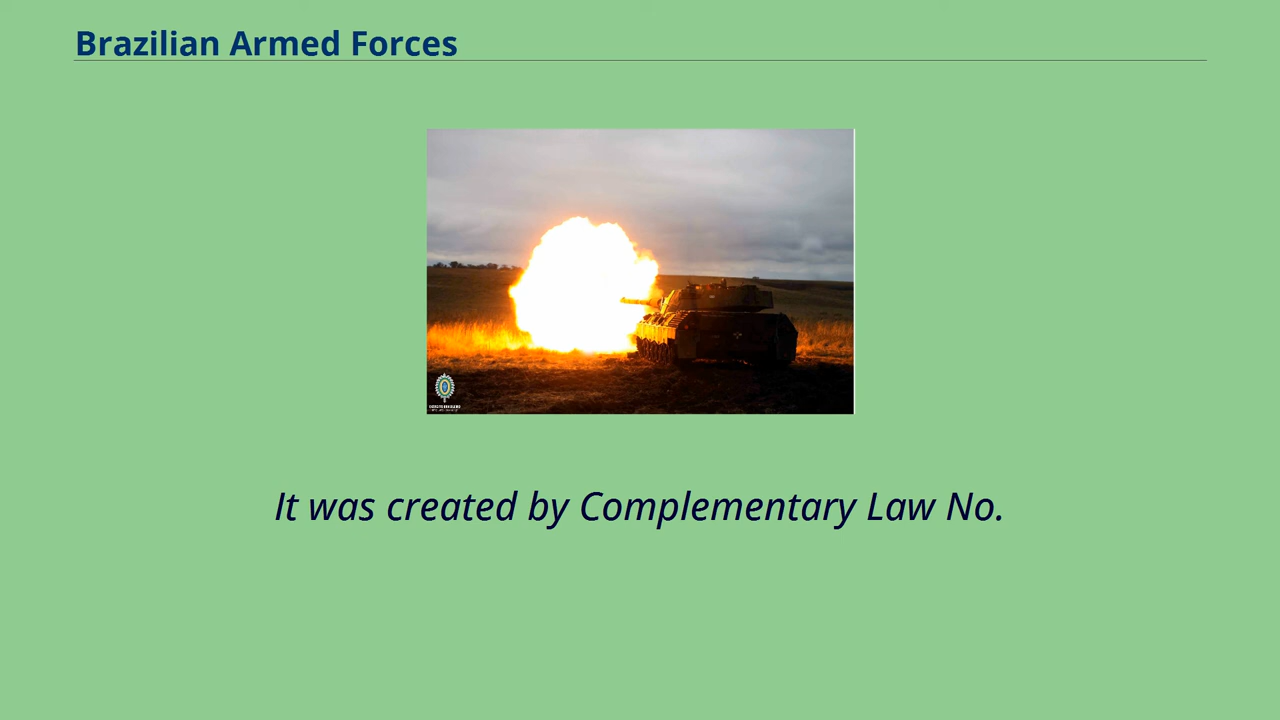 Brazilian Armed Forces
It was created by Complementary Law No.